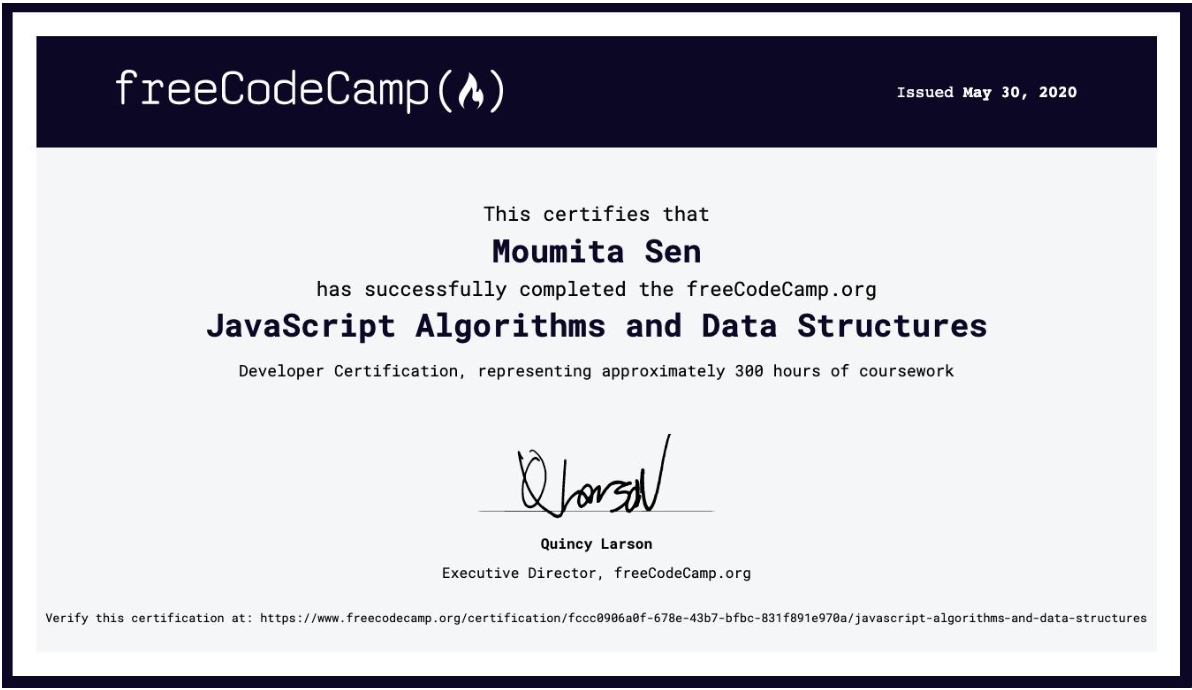 freeCodeCamp(🔥)
Issued May 30, 2020
This certifies that
Moumita Sen
has successfully completed the freeCodeCamp.org
JavaScript Algorithms and Data Structures
Developer Certification, representing approximately 300 hours of coursework
Q Larson
Quincy Larson
Executive Director, freeCodeCamp.org
Verify this certification at: https://www.freecodecamp.org/certification/fccc0906a0f-678e-43b7-bfbc-831f891e970a/javascript-algorithms-and-data-structures